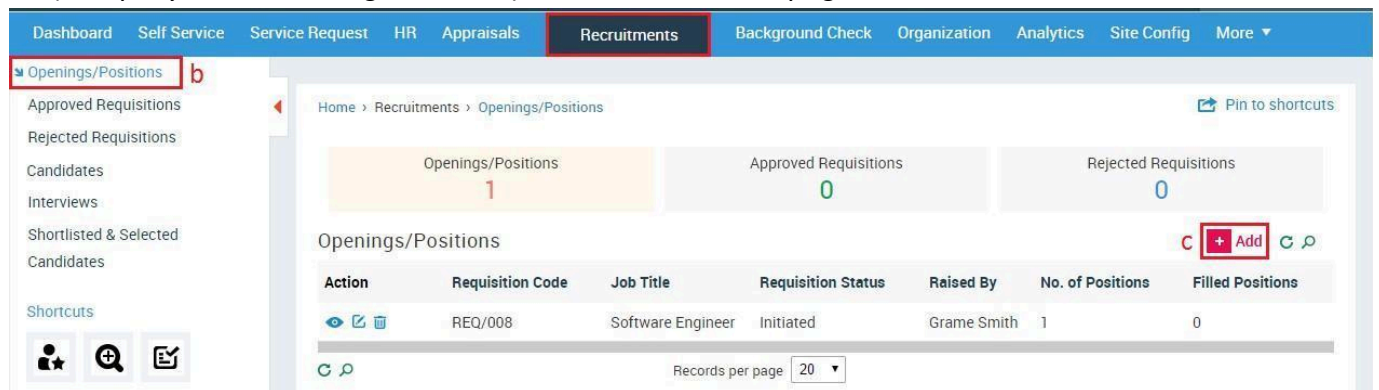 Dashboard Self Service Service Request HR Appraisals Recruitments Background Check Organization Analytics Site Config More ▼
Openings/Positions b
Approved Requisitions
Rejected Requisitions
Candidates
Interviews
Shortlisted & Selected
Candidates
Shortcuts
Home › Recruitments › Openings/Positions Pin to shortcuts
Openings/Positions Approved Requisitions Rejected Requisitions
1 0 0
Openings/Positions c + Add
Action Requisition Code Job Title Requisition Status Raised By No. of Positions Filled Positions
REQ/008 Software Engineer Initiated Grame Smith 1 0
Records per page 20 ▼